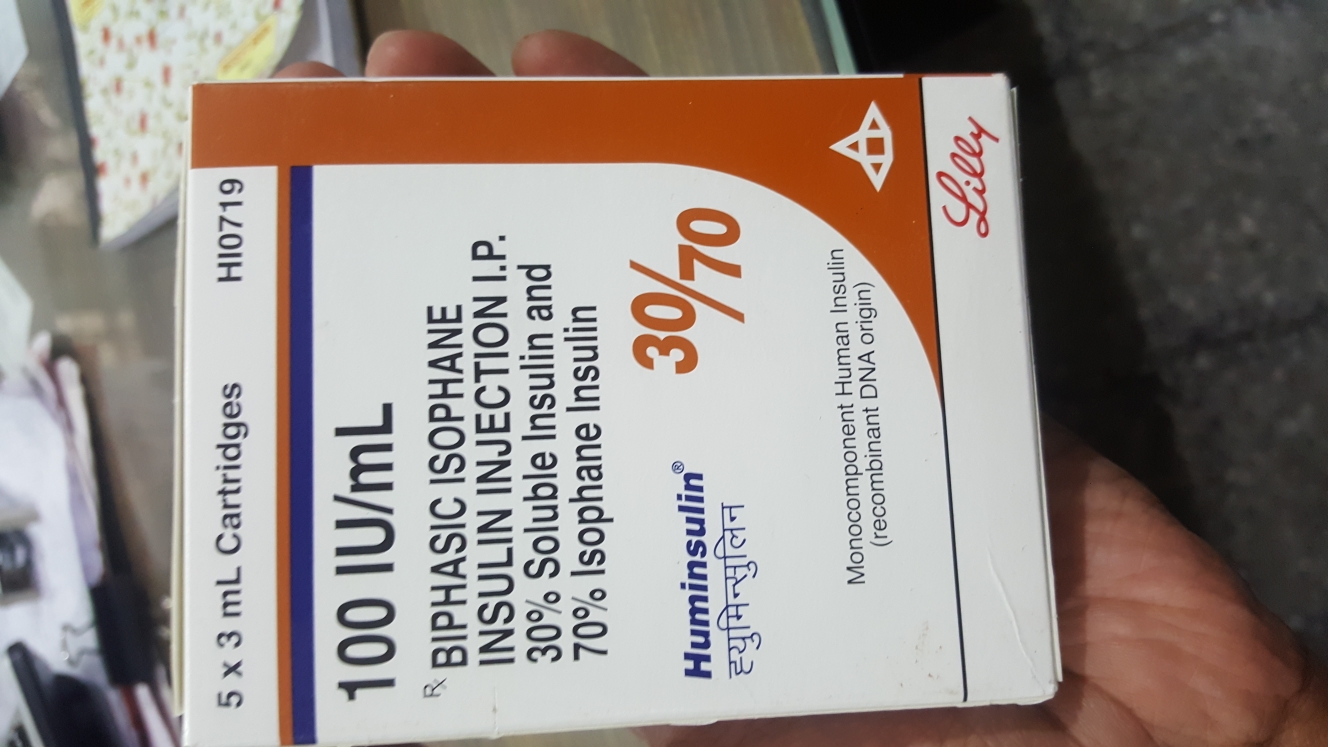 5 x 3 mL Cartridges HI0719
100 IU/mL
℞ BIPHASIC ISOPHANE
INSULIN INJECTION I.P.
30% Soluble Insulin and
70% Isophane Insulin
Huminsulin® 30/70
ह्युमिन्सुलिन
Monocomponent Human Insulin
(recombinant DNA origin)
Lilly